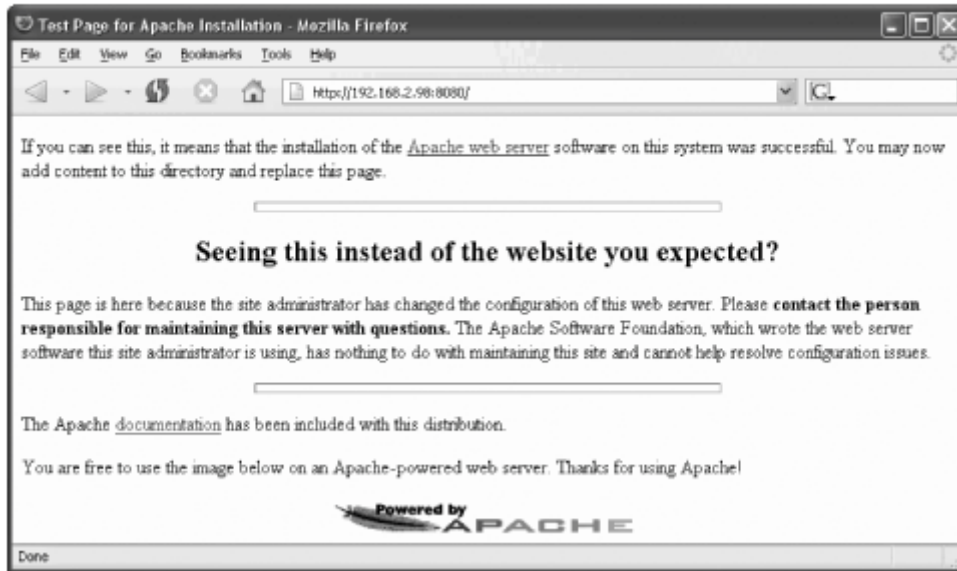 Test Page for Apache Installation - Mozilla Firefox
File Edit View Go Bookmarks Tools Help
http://192.168.2.98:8080/ G
If you can see this, it means that the installation of the Apache web server software on this system was successful. You may now
add content to this directory and replace this page.
Seeing this instead of the website you expected?
This page is here because the site administrator has changed the configuration of this web server. Please contact the person
responsible for maintaining this server with questions. The Apache Software Foundation, which wrote the web server
software this site administrator is using, has nothing to do with maintaining this site and cannot help resolve configuration issues.
The Apache documentation has been included with this distribution.
You are free to use the image below on an Apache-powered web server. Thanks for using Apache!
Powered by
APACHE
Done